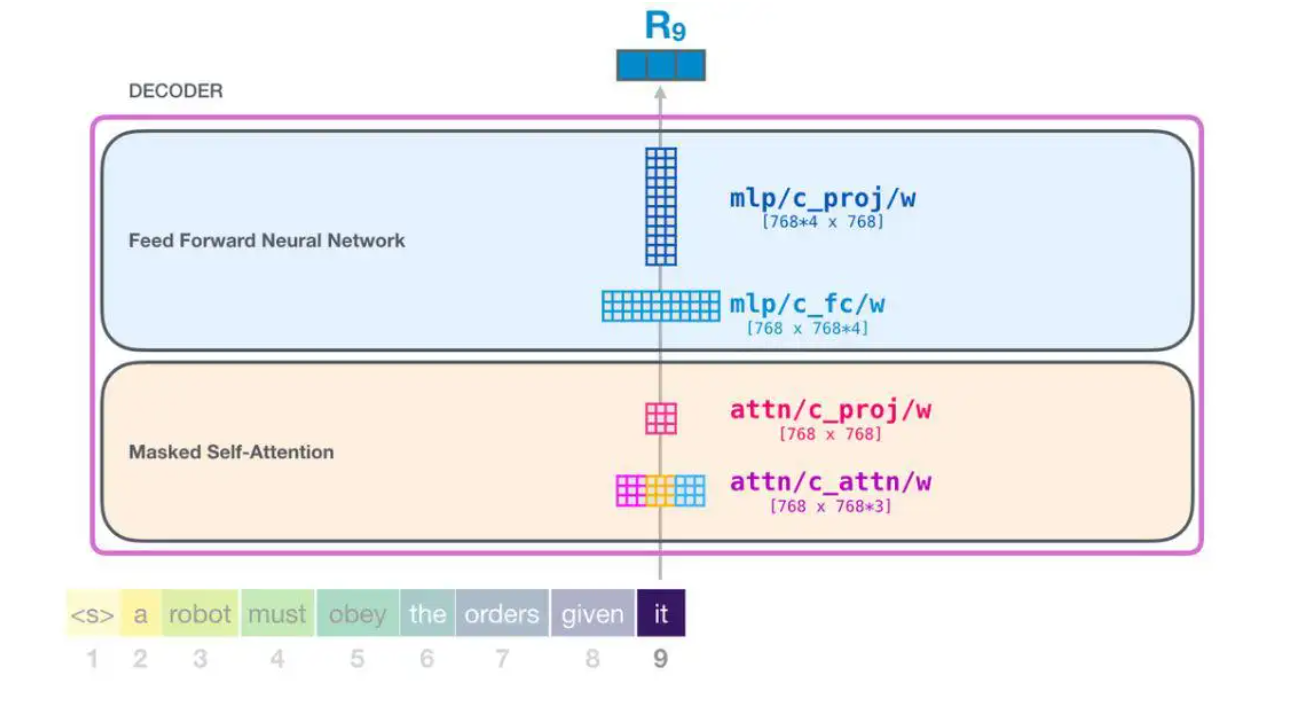 R9
DECODER
mlp/c_proj/w
[768*4 x 768]
Feed Forward Neural Network
mlp/c_fc/w
[768 x 768*4]
attn/c_proj/w
[768 x 768]
Masked Self-Attention
attn/c_attn/w
[768 x 768*3]
<s> a robot must obey the orders given it
1 2 3 4 5 6 7 8 9